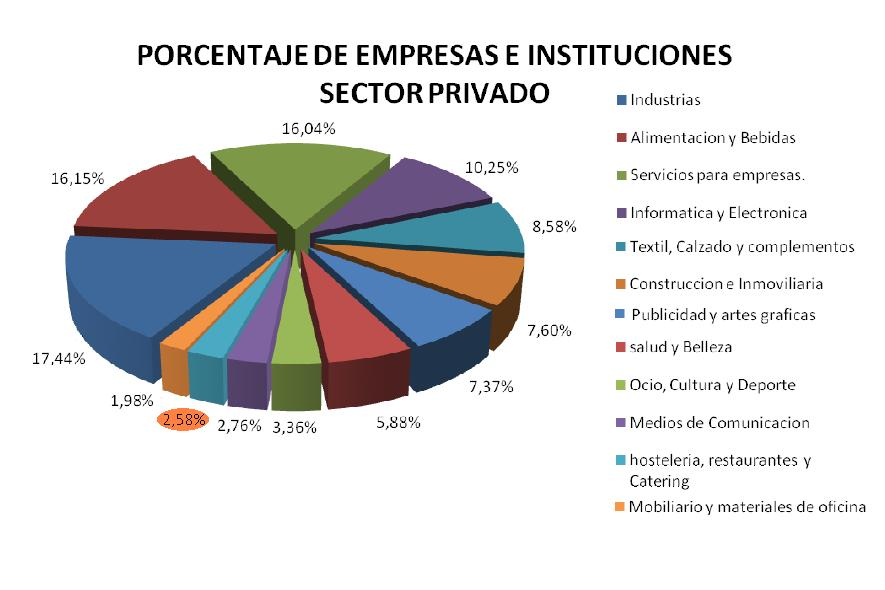 PORCENTAJE DE EMPRESAS E INSTITUCIONES
SECTOR PRIVADO
16,04%
10,25%
8,58%
7,60%
7,37%
5,88%
3,36%
2,76%
2,58%
1,98%
17,44%
16,15%
Industrias
Alimentacion y Bebidas
Servicios para empresas.
Informatica y Electronica
Textil, Calzado y complementos
Construccion e Inmoviliaria
Publicidad y artes graficas
salud y Belleza
Ocio, Cultura y Deporte
Medios de Comunicacion
hosteleria, restaurantes y
Catering
Mobiliario y materiales de oficina